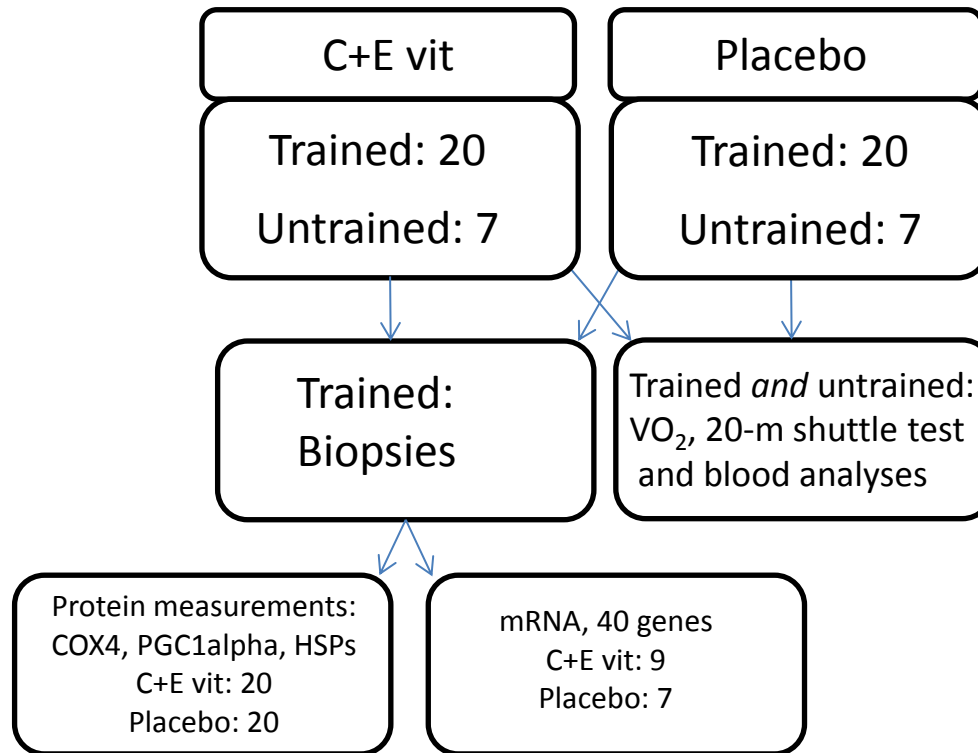 C+E vit
Placebo
Trained: 20
Untrained: 7
Trained: 20
Untrained: 7
Trained:
Biopsies
Trained and untrained:
VO₂, 20-m shuttle test
and blood analyses
Protein measurements:
COX4, PGC1alpha, HSPs
C+E vit: 20
Placebo: 20
mRNA, 40 genes
C+E vit: 9
Placebo: 7